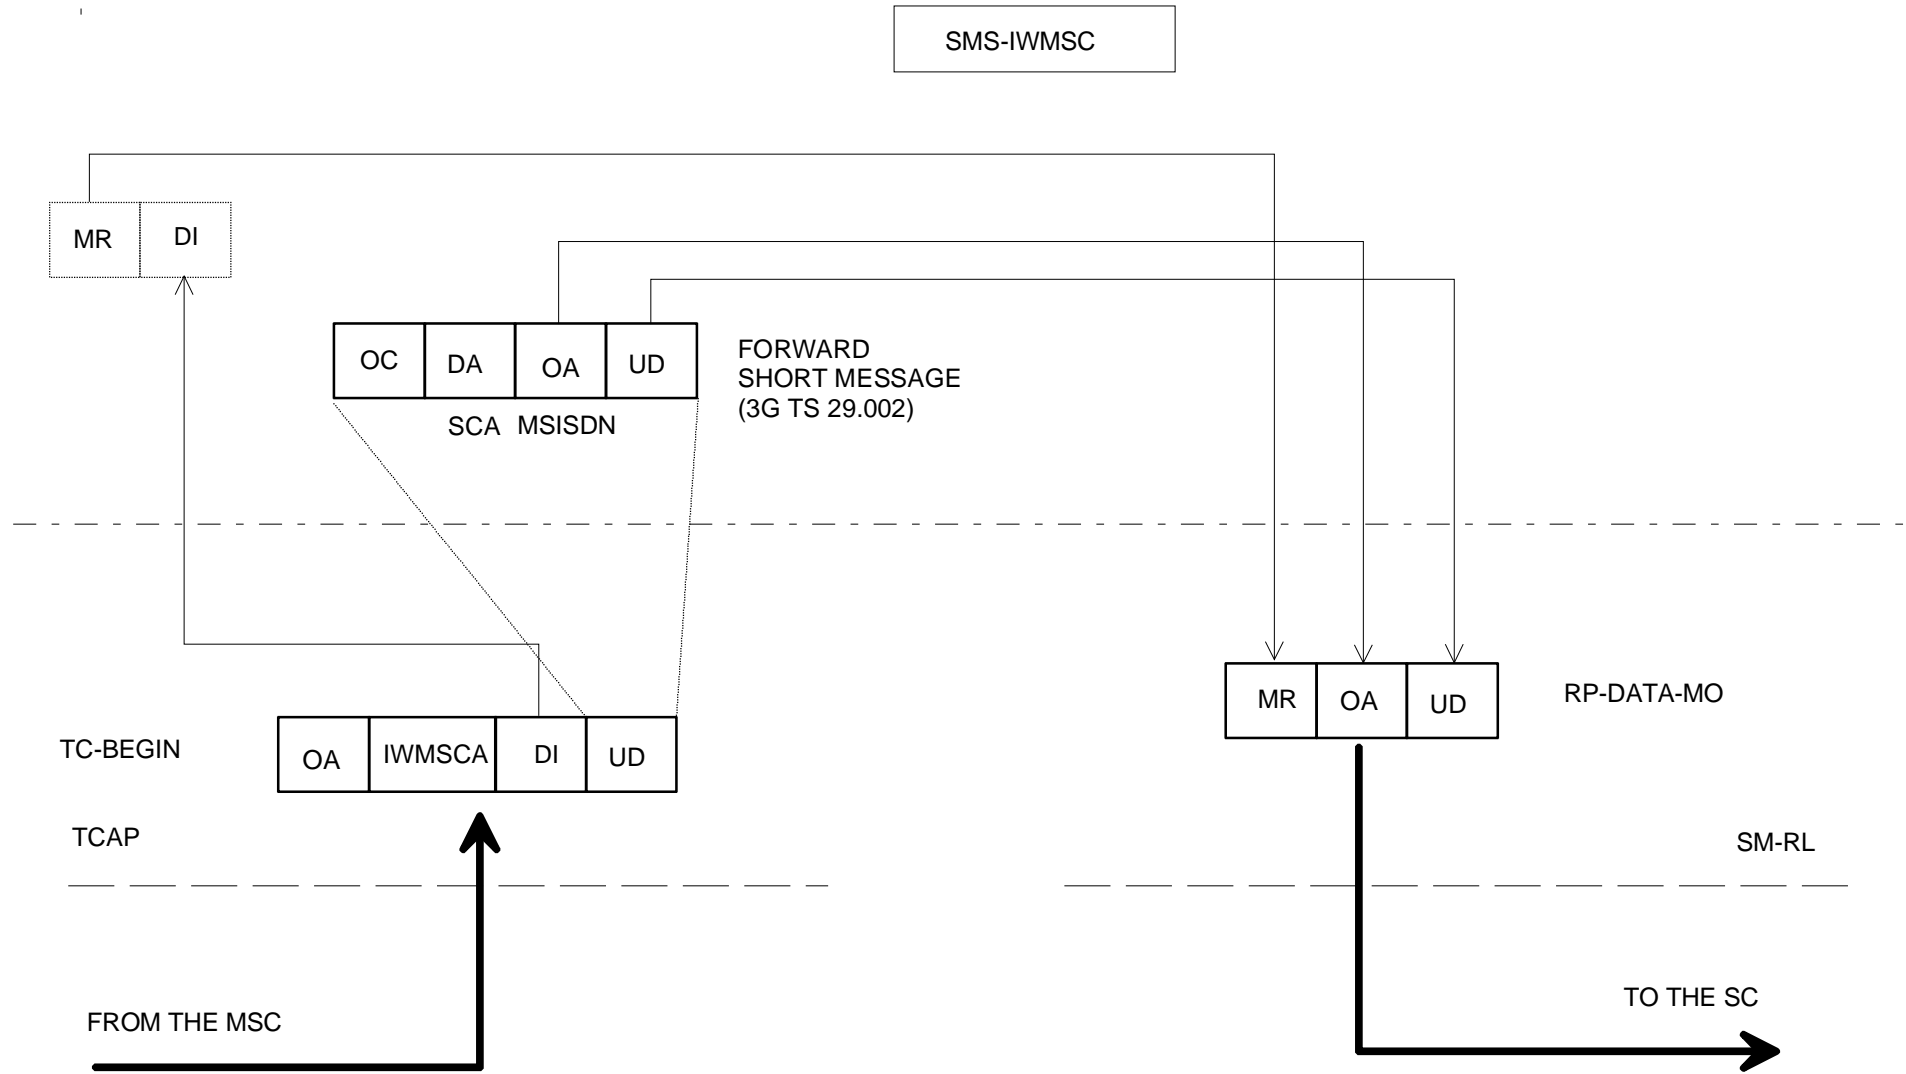 SMS-IWMSC
MR DI
OC DA OA UD
SCA MSISDN
FORWARD
SHORT MESSAGE
(3G TS 29.002)
MR OA UD
RP-DATA-MO
TC-BEGIN
OA IWMSCA DI UD
TCAP
SM-RL
FROM THE MSC
TO THE SC